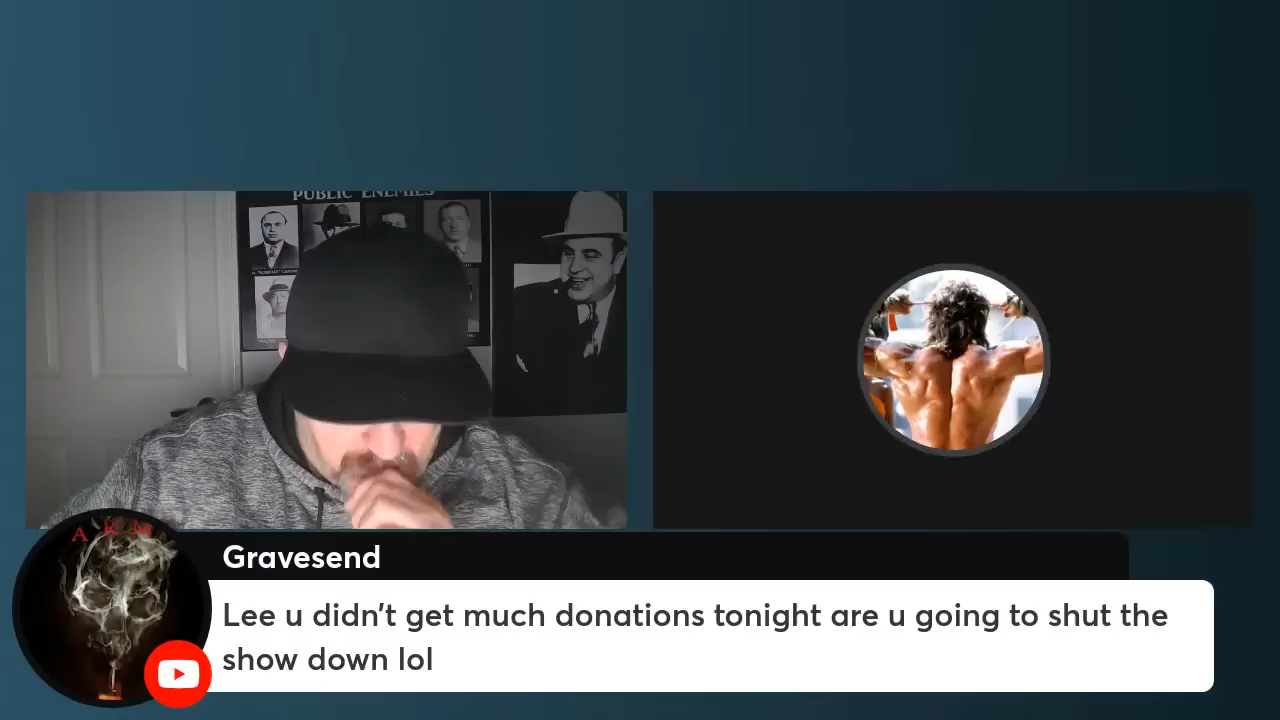 PUBLIC ENEMIES
A R M
Gravesend
Lee u didn't get much donations tonight are u going to shut the
show down lol